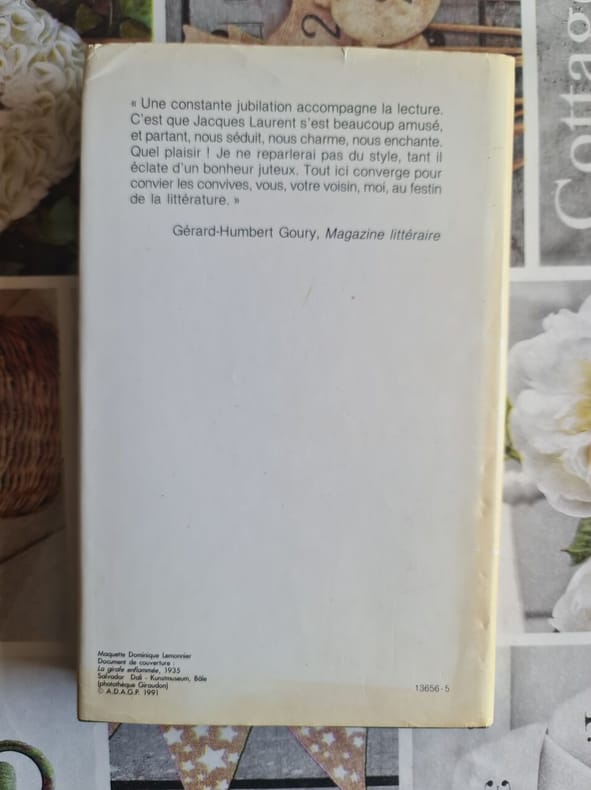 « Une constante jubilation accompagne la lecture.
C'est que Jacques Laurent s'est beaucoup amusé,
et partant, nous séduit, nous charme, nous enchante.
Quel plaisir ! Je ne reparlerai pas du style, tant il
éclate d'un bonheur juteux. Tout ici converge pour
convier les convives, vous, votre voisin, moi, au festin
de la littérature. »
Gérard-Humbert Goury, Magazine littéraire
Maquette Dominique Lemonnier
Document de couverture :
La girafe enflammée, 1935
Salvador Dali - Kunstmuseum, Bâle
(photothèque Giraudon)
© A.D.A.G.P. 1991
13656-5
Cottage
2